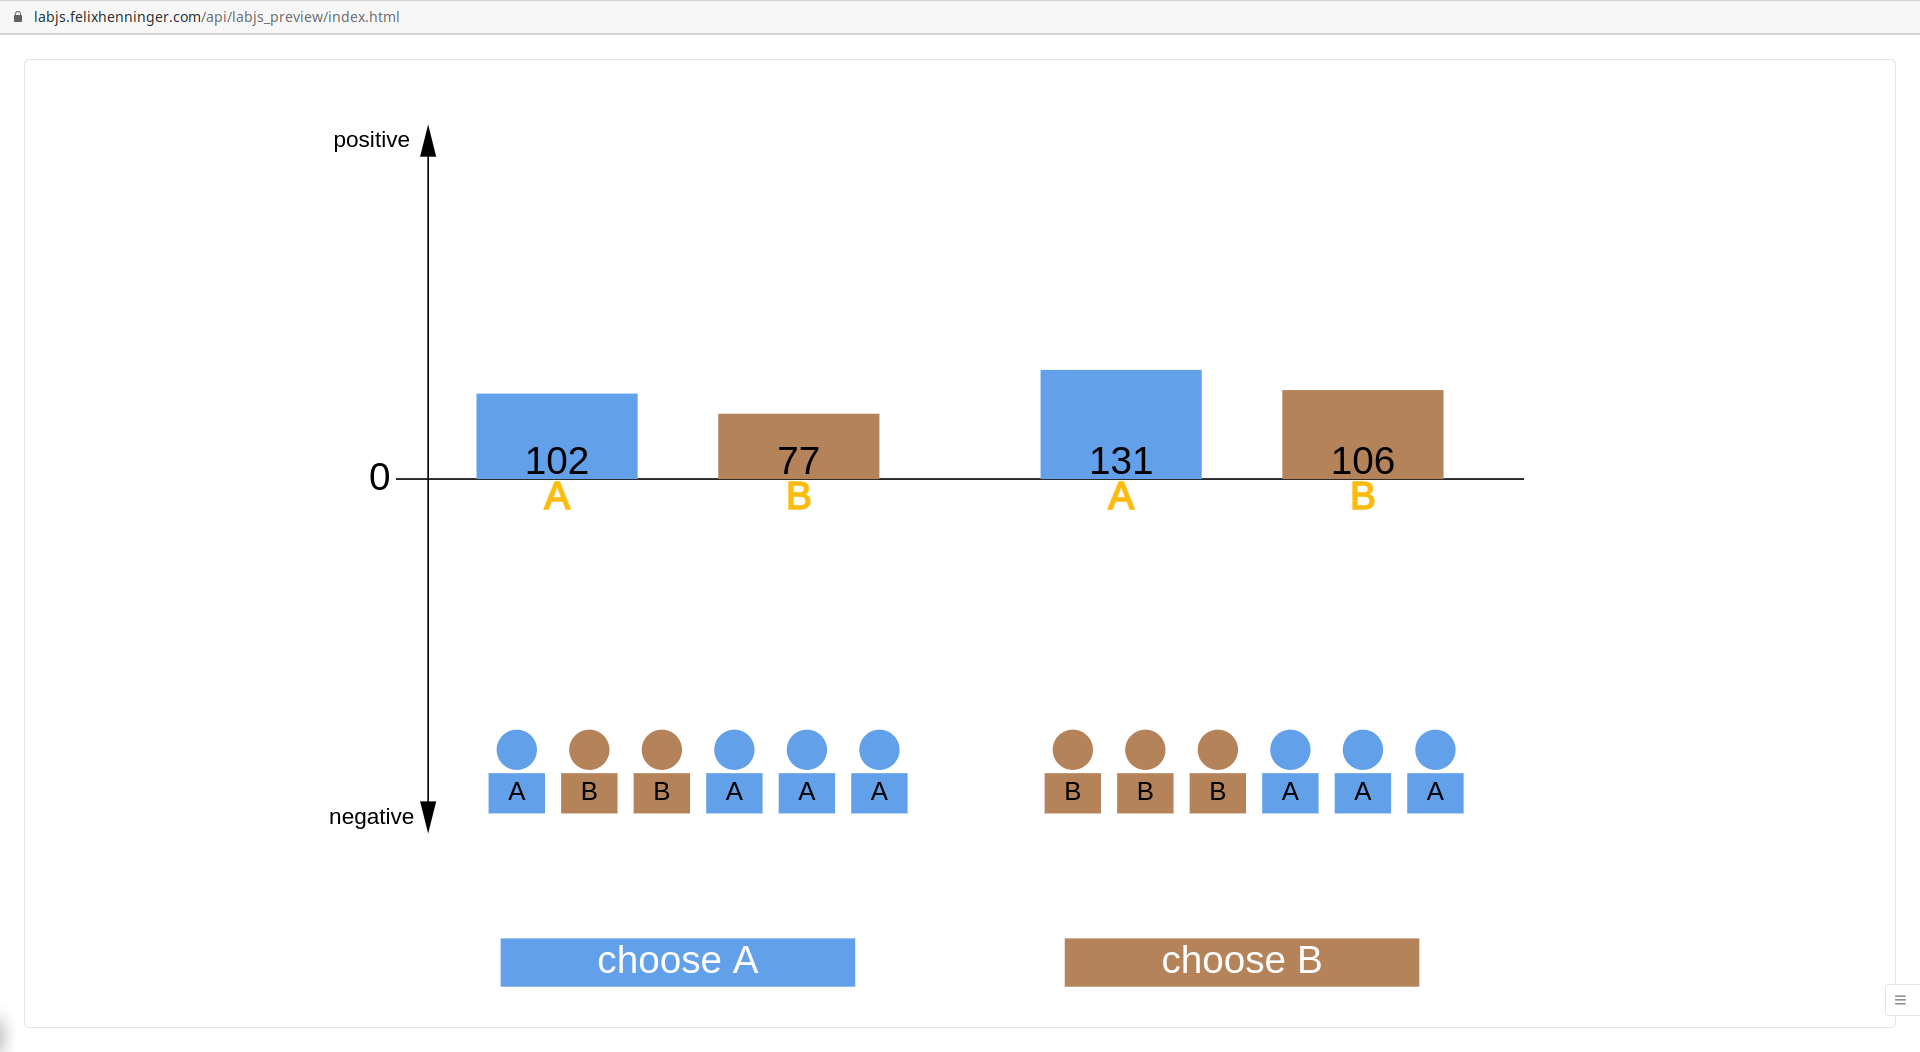 labjs.felixhenninger.com/api/labjs_preview/index.html
positive
102 77 131 106
0
A B A B
A B B A A A B B B A A A
negative
choose A choose B